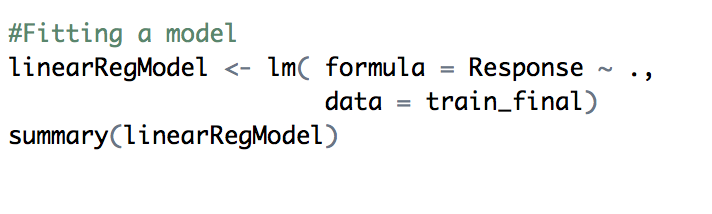 #Fitting a model
linearRegModel <- lm( formula = Response ~ .,
data = train_final)
summary(linearRegModel)